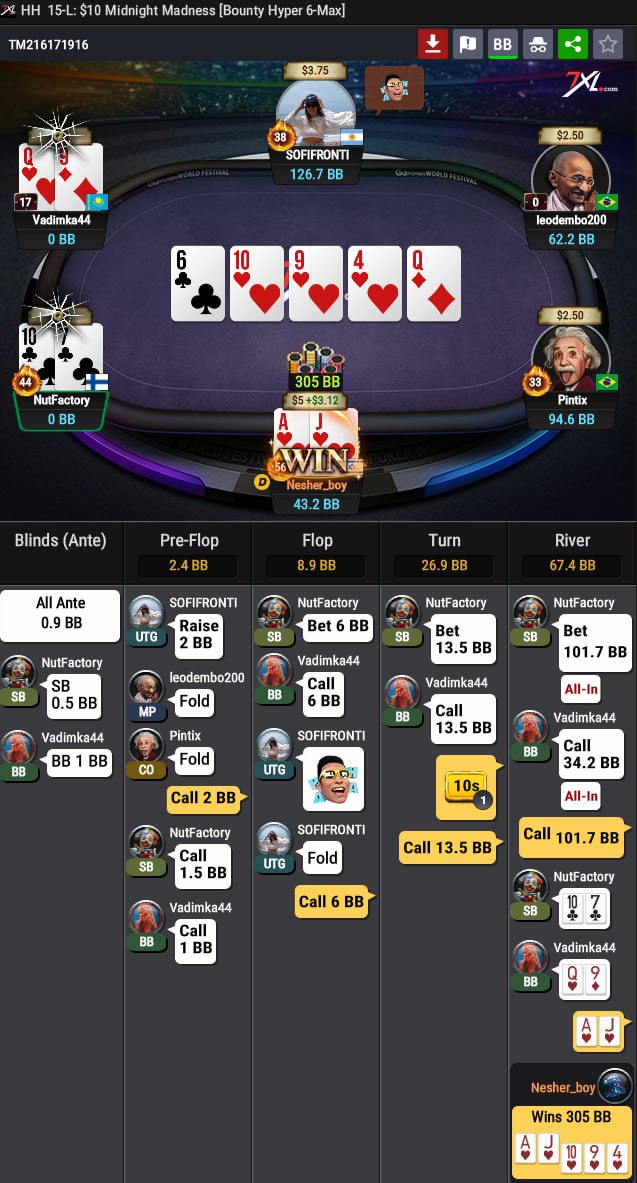 HH 15-L: $10 Midnight Madness [Bounty Hyper 6-Max]
TM216171916
BB
$3.75
38
SOFIFRONTI
126.7 BB
7XL.com
Q 9
17
Vadimka44
0 BB
$2.50
0
leodembo200
62.2 BB
GGPOKER WORLD FESTIVAL
6 10 9 4 Q
10 7
44
NutFactory
0 BB
$2.50
33
Pintix
94.6 BB
305 BB
$5 +$3.12
A J
WIN
56
D
Nesher_boy
43.2 BB
Blinds (Ante)
All Ante
0.9 BB
NutFactory
SB
SB
0.5 BB
Vadimka44
BB
BB 1 BB
Pre-Flop
2.4 BB
SOFIFRONTI
UTG
Raise
2 BB
leodembo200
MP
Fold
Pintix
CO
Fold
Call 2 BB
NutFactory
SB
Call
1.5 BB
Vadimka44
BB
Call
1 BB
Flop
8.9 BB
NutFactory
SB
Bet 6 BB
Vadimka44
BB
Call
6 BB
SOFIFRONTI
UTG
SOFIFRONTI
UTG
Fold
Call 6 BB
Turn
26.9 BB
NutFactory
SB
Bet
13.5 BB
Vadimka44
BB
Call
13.5 BB
10s
1
Call 13.5 BB
River
67.4 BB
NutFactory
SB
Bet
101.7 BB
All-In
Vadimka44
BB
Call
34.2 BB
All-In
Call 101.7 BB
NutFactory
SB
10 7
Vadimka44
BB
Q 9
A J
Nesher_boy
Wins 305 BB
A J 10 9 4